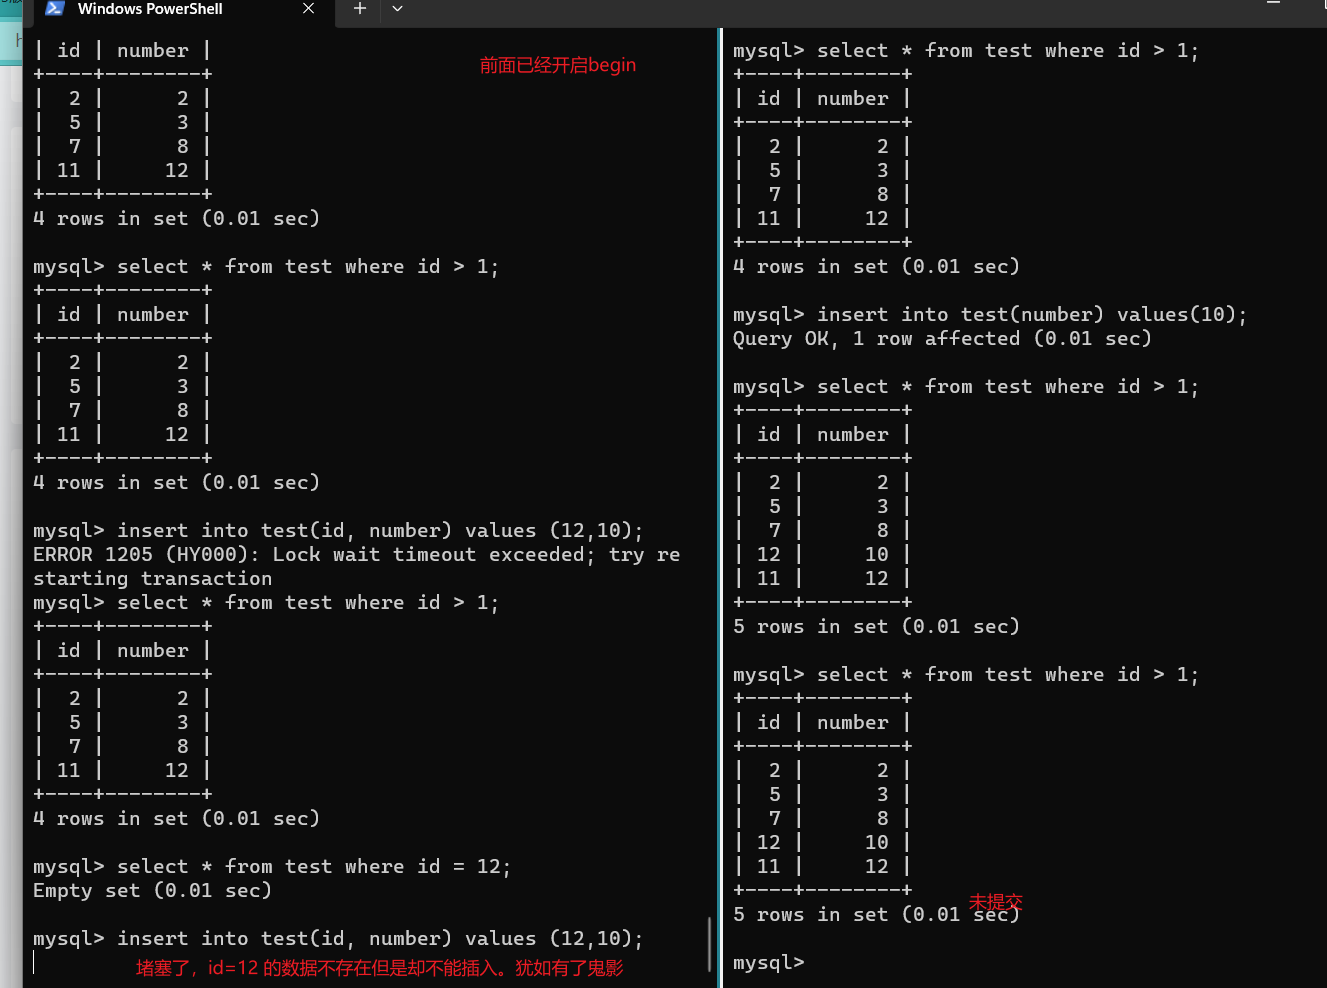 Windows PowerShell
| id | number |
+----+--------+
|  2 |      2 |
|  5 |      3 |
|  7 |      8 |
| 11 |     12 |
+----+--------+
4 rows in set (0.01 sec)
前面已经开启begin
mysql> select * from test where id > 1;
+----+--------+
| id | number |
+----+--------+
|  2 |      2 |
|  5 |      3 |
|  7 |      8 |
| 11 |     12 |
+----+--------+
4 rows in set (0.01 sec)
mysql> insert into test(id, number) values (12,10);
ERROR 1205 (HY000): Lock wait timeout exceeded; try re
starting transaction
mysql> select * from test where id > 1;
+----+--------+
| id | number |
+----+--------+
|  2 |      2 |
|  5 |      3 |
|  7 |      8 |
| 11 |     12 |
+----+--------+
4 rows in set (0.01 sec)
mysql> select * from test where id = 12;
Empty set (0.01 sec)
mysql> insert into test(id, number) values (12,10);
堵塞了，id=12 的数据不存在但是却不能插入。犹如有了鬼影
mysql> select * from test where id > 1;
+----+--------+
| id | number |
+----+--------+
|  2 |      2 |
|  5 |      3 |
|  7 |      8 |
| 11 |     12 |
+----+--------+
4 rows in set (0.01 sec)
mysql> insert into test(number) values(10);
Query OK, 1 row affected (0.01 sec)
mysql> select * from test where id > 1;
+----+--------+
| id | number |
+----+--------+
|  2 |      2 |
|  5 |      3 |
|  7 |      8 |
| 12 |     10 |
| 11 |     12 |
+----+--------+
5 rows in set (0.01 sec)
mysql> select * from test where id > 1;
+----+--------+
| id | number |
+----+--------+
|  2 |      2 |
|  5 |      3 |
|  7 |      8 |
| 12 |     10 |
| 11 |     12 |
+----+--------+
未提交
5 rows in set (0.01 sec)
mysql>